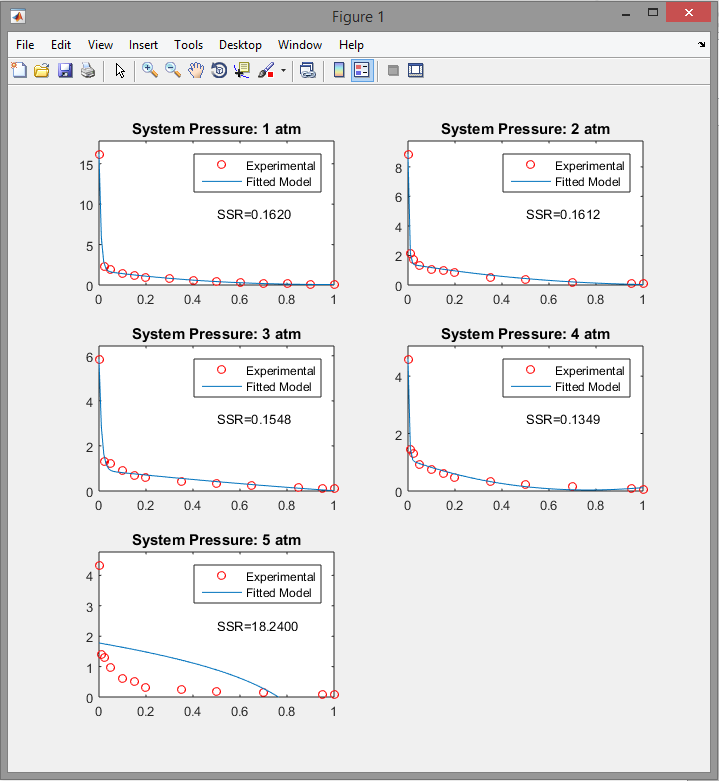 Figure 1
File Edit View Insert Tools Desktop Window Help
System Pressure: 1 atm
15
10
5
0
Experimental
Fitted Model
SSR=0.1620
0 0.2 0.4 0.6 0.8 1
System Pressure: 2 atm
8
6
4
2
0
Experimental
Fitted Model
SSR=0.1612
0 0.2 0.4 0.6 0.8 1
System Pressure: 3 atm
6
4
2
0
Experimental
Fitted Model
SSR=0.1548
0 0.2 0.4 0.6 0.8 1
System Pressure: 4 atm
4
2
0
Experimental
Fitted Model
SSR=0.1349
0 0.2 0.4 0.6 0.8 1
System Pressure: 5 atm
4
3
2
1
0
Experimental
Fitted Model
SSR=18.2400
0 0.2 0.4 0.6 0.8 1